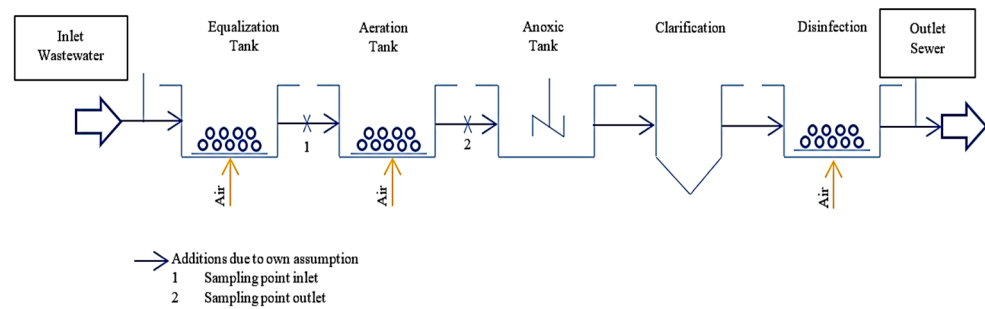 Inlet
Wastewater
Equalization
Tank
Aeration
Tank
Anoxic
Tank
Clarification
Disinfection
Outlet
Sewer
1
2
Air
Air
Air
Additions due to own assumption
1 Sampling point inlet
2 Sampling point outlet